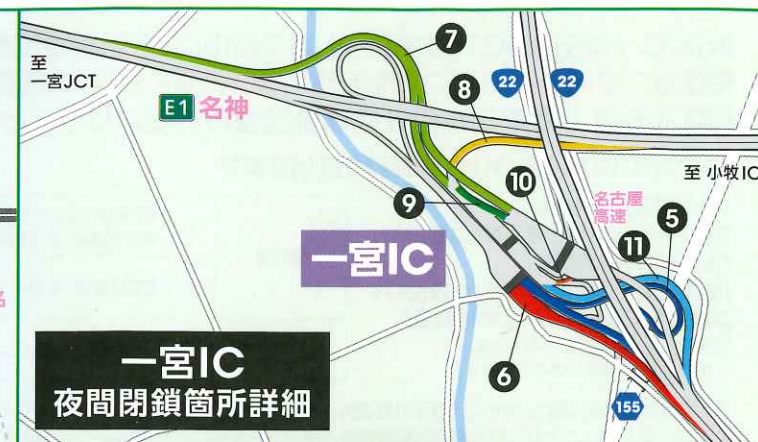 至
一宮JCT
E1 名神
7
8
22
22
至 小牧IC
名古屋
高速
9
10
11
5
一宮IC
6
155
一宮IC
夜間閉鎖箇所詳細
名